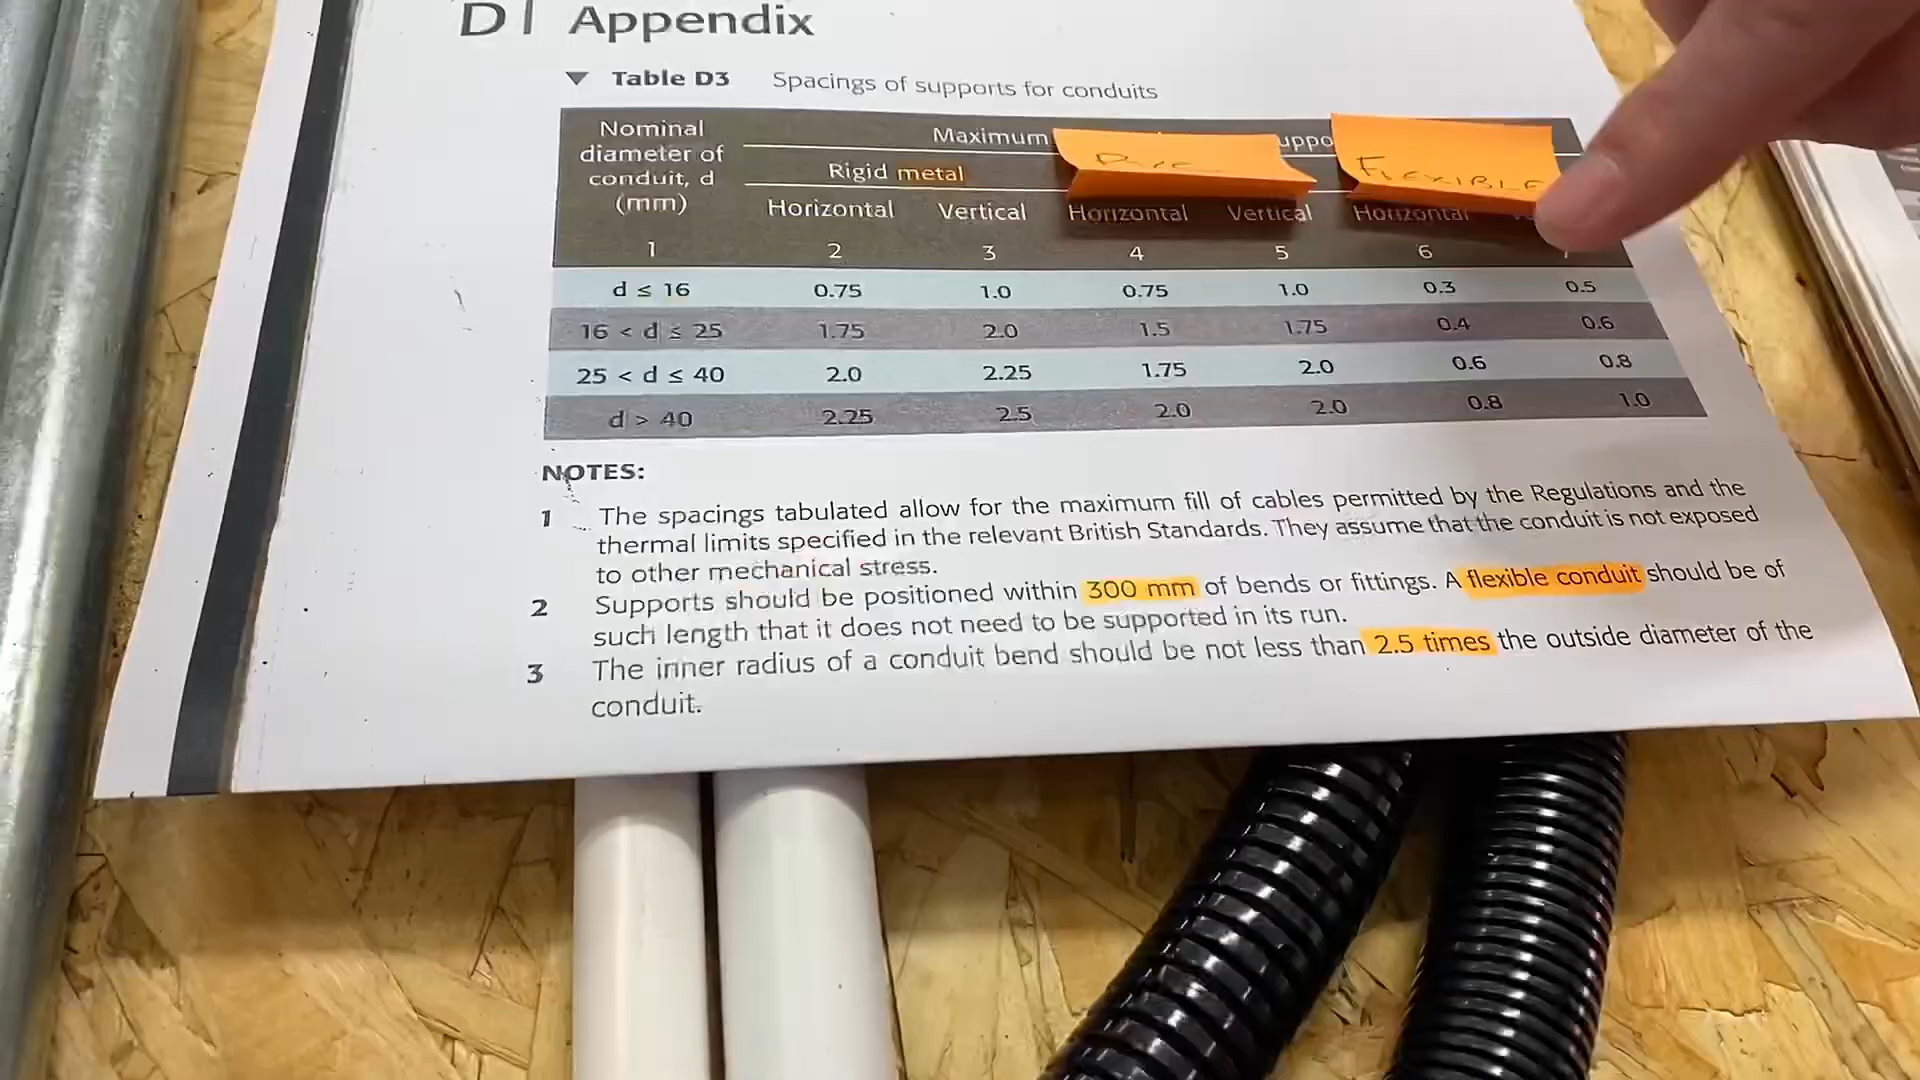 D | Appendix
▼ Table D3 Spacings of supports for conduits
Nominal diameter of conduit, d (mm)
Maximum
Rigid metal
FLEXIBLE
Horizontal Vertical Horizontal Vertical Horizontal
1 2 3 4 5 6
d ≤ 16 0.75 1.0 0.75 1.0 0.3 0.5
16 < d ≤ 25 1.75 2.0 1.5 1.75 0.4 0.6
25 < d ≤ 40 2.0 2.25 1.75 2.0 0.6 0.8
d > 40 2.25 2.5 2.0 2.0 0.8 1.0
NOTES:
1 The spacings tabulated allow for the maximum fill of cables permitted by the Regulations and the
thermal limits specified in the relevant British Standards. They assume that the conduit is not exposed
to other mechanical stress.
2 Supports should be positioned within 300 mm of bends or fittings. A flexible conduit should be of
such length that it does not need to be supported in its run.
3 The inner radius of a conduit bend should be not less than 2.5 times the outside diameter of the
conduit.